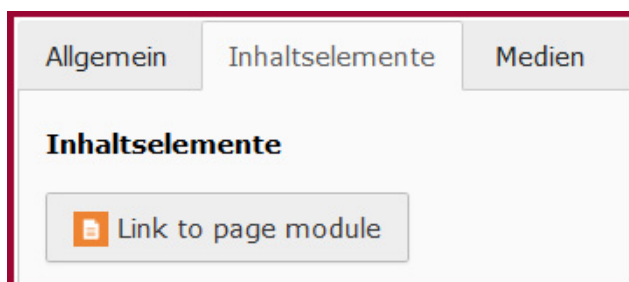 Allgemein Inhaltselemente Medien
Inhaltselemente
Link to page module